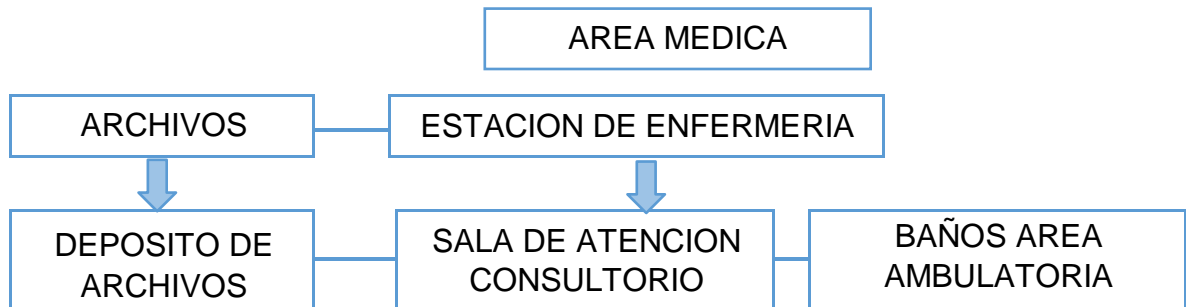 AREA MEDICA
ARCHIVOS
ESTACION DE ENFERMERIA
DEPOSITO DE
ARCHIVOS
SALA DE ATENCION
CONSULTORIO
BAÑOS AREA
AMBULATORIA